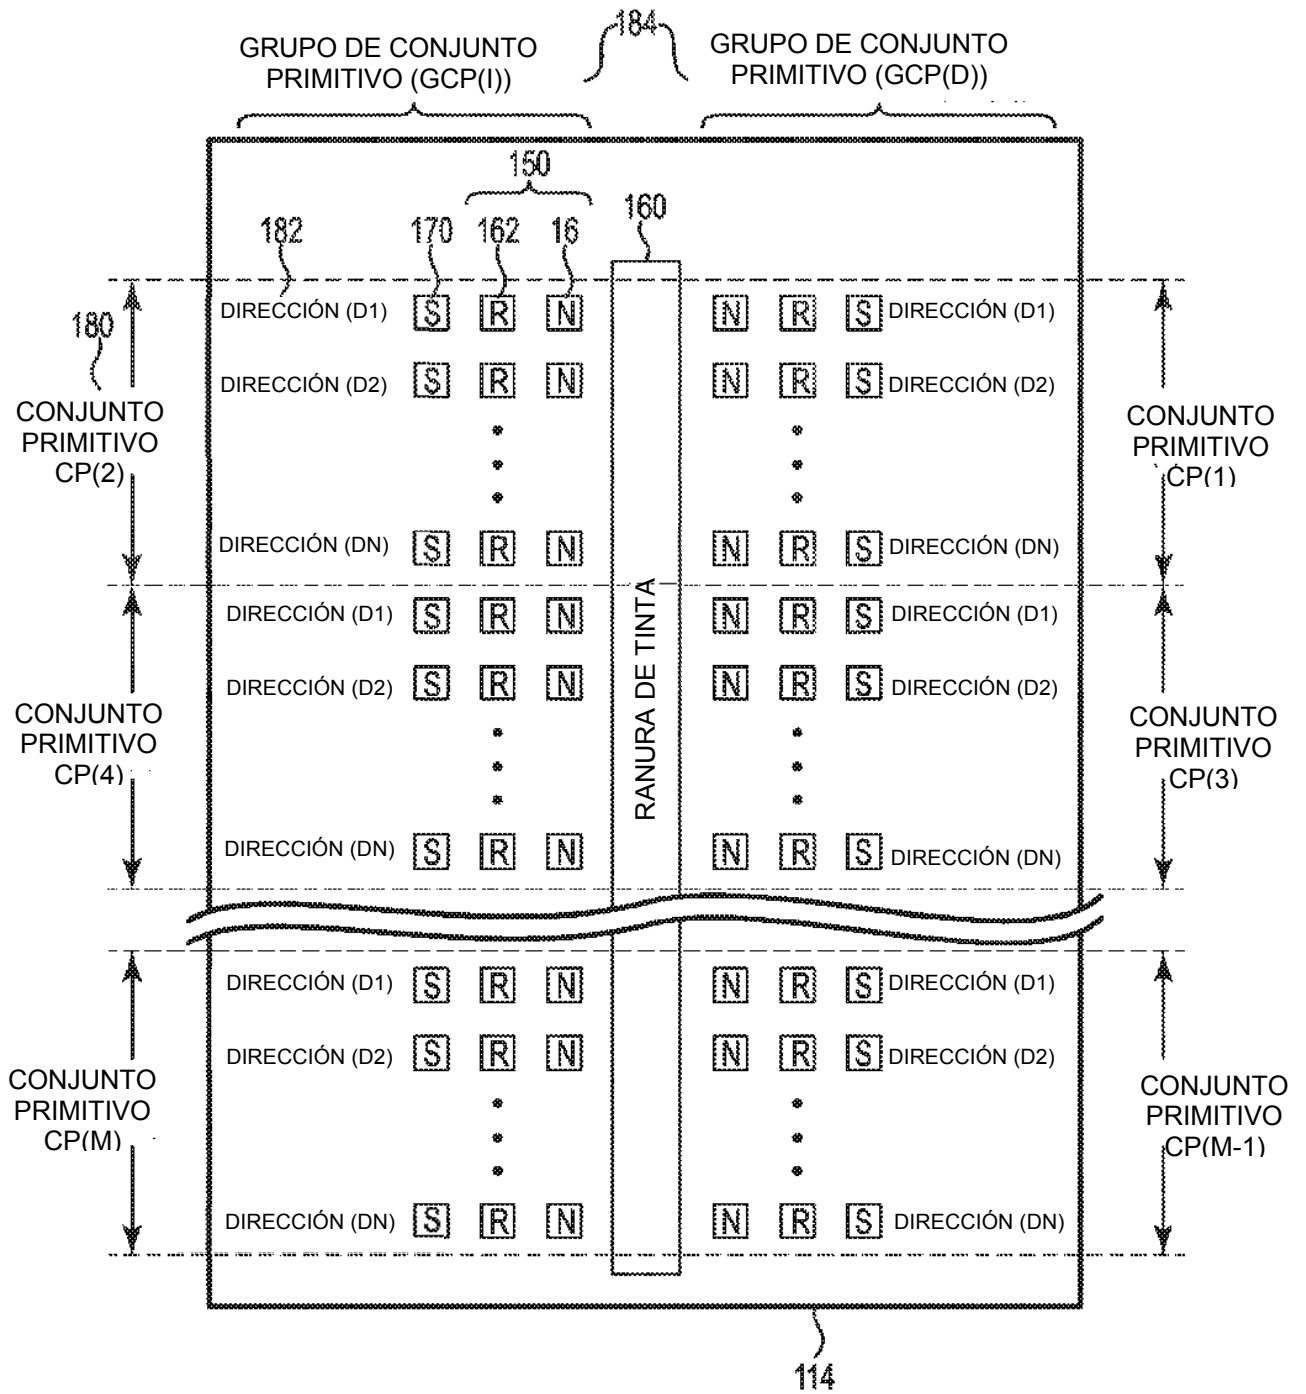 184
GRUPO DE CONJUNTO
PRIMITIVO (GCP(I))
GRUPO DE CONJUNTO
PRIMITIVO (GCP(D))
150
182 170 162 16 160
DIRECCIÓN (D1) S R N N R S DIRECCIÓN (D1)
180
DIRECCIÓN (D2) S R N N R S DIRECCIÓN (D2)
CONJUNTO
PRIMITIVO
CP(2)
CONJUNTO
PRIMITIVO
CP(1)
DIRECCIÓN (DN) S R N N R S DIRECCIÓN (DN)
RANURA DE TINTA
DIRECCIÓN (D1) S R N N R S DIRECCIÓN (D1)
DIRECCIÓN (D2) S R N N R S DIRECCIÓN (D2)
CONJUNTO
PRIMITIVO
CP(4)
CONJUNTO
PRIMITIVO
CP(3)
DIRECCIÓN (DN) S R N N R S DIRECCIÓN (DN)
DIRECCIÓN (D1) S R N N R S DIRECCIÓN (D1)
DIRECCIÓN (D2) S R N N R S DIRECCIÓN (D2)
CONJUNTO
PRIMITIVO
CP(M)
CONJUNTO
PRIMITIVO
CP(M-1)
DIRECCIÓN (DN) S R N N R S DIRECCIÓN (DN)
114